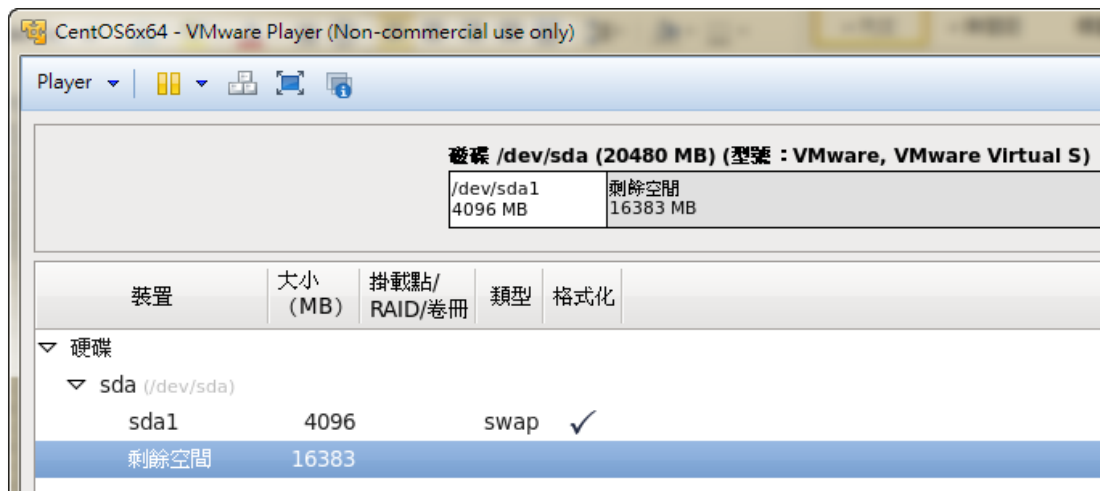 CentOS6x64 - VMware Player (Non-commercial use only)
Player
磁碟 /dev/sda (20480 MB) (型號：VMware, VMware Virtual S)
/dev/sda1
4096 MB
剩餘空間
16383 MB
裝置
大小
(MB)
掛載點/
RAID/卷冊
類型
格式化
硬碟
sda (/dev/sda)
sda1 4096 swap ✓
剩餘空間 16383